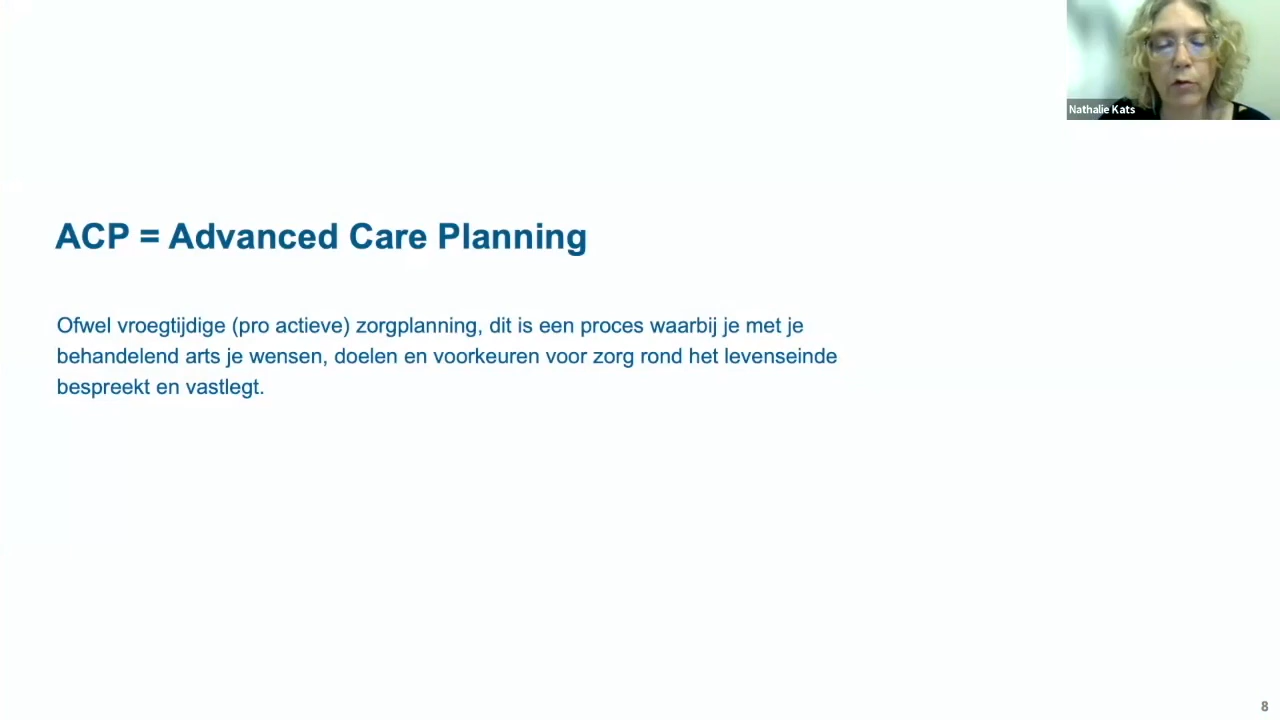 Nathalie Kats
ACP = Advanced Care Planning
Ofwel vroegtijdige (pro actieve) zorgplanning, dit is een proces waarbij je met je
behandelend arts je wensen, doelen en voorkeuren voor zorg rond het levenseinde
bespreekt en vastlegt.
8